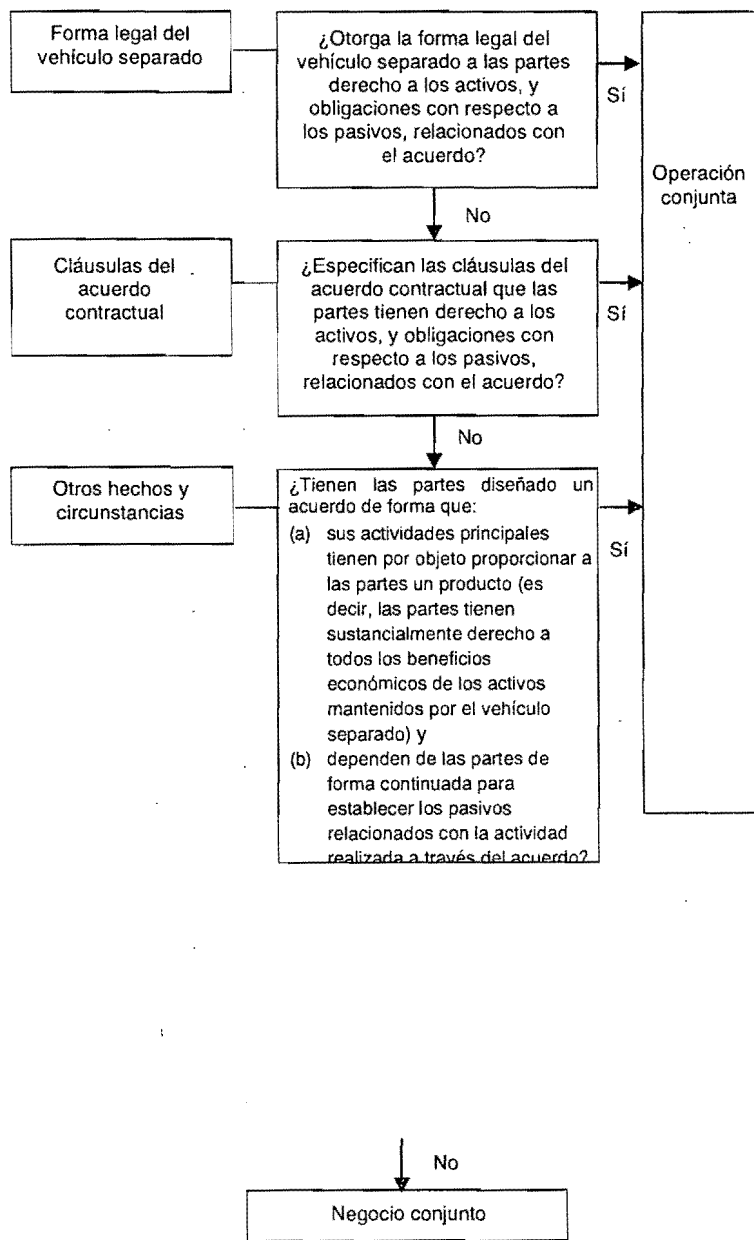 Forma legal del
vehículo separado
¿Otorga la forma legal del
vehículo separado a las partes
derecho a los activos, y
obligaciones con respecto a
los pasivos, relacionados con
el acuerdo?
Sí
Operación
conjunta
No
Cláusulas del
acuerdo
contractual
¿Especifican las cláusulas del
acuerdo contractual que las
partes tienen derecho a los
activos, y obligaciones con
respecto a los pasivos,
relacionados con el acuerdo?
Sí
No
Otros hechos y
circunstancias
¿Tienen las partes diseñado un
acuerdo de forma que:
(a) sus actividades principales
tienen por objeto proporcionar a
las partes un producto (es
decir, las partes tienen
sustancialmente derecho a
todos los beneficios
económicos de los activos
mantenidos por el vehículo
separado) y
(b) dependen de las partes de
forma continuada para
establecer los pasivos
relacionados con la actividad
realizada a través del acuerdo?
Sí
No
Negocio conjunto